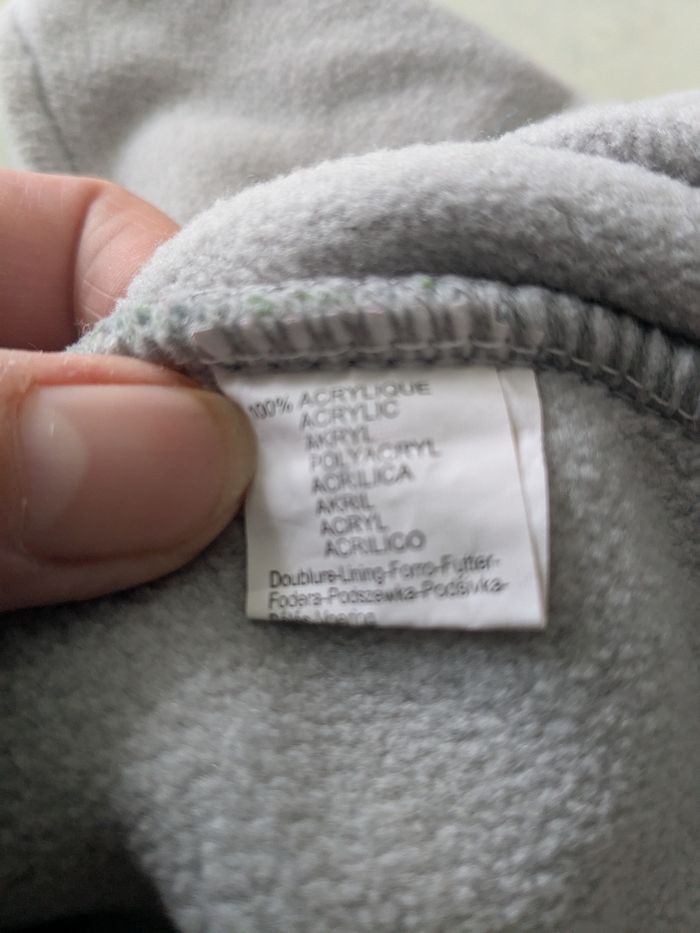 100% ACRYLIQUE
ACRYLIC
AKRYL
POLYACRYL
ACRILICA
AKRIL
ACRYL
ACRILICO
Doublure-Lining-Forro-Futter-
Fodera-Podszewka-Podšívka-